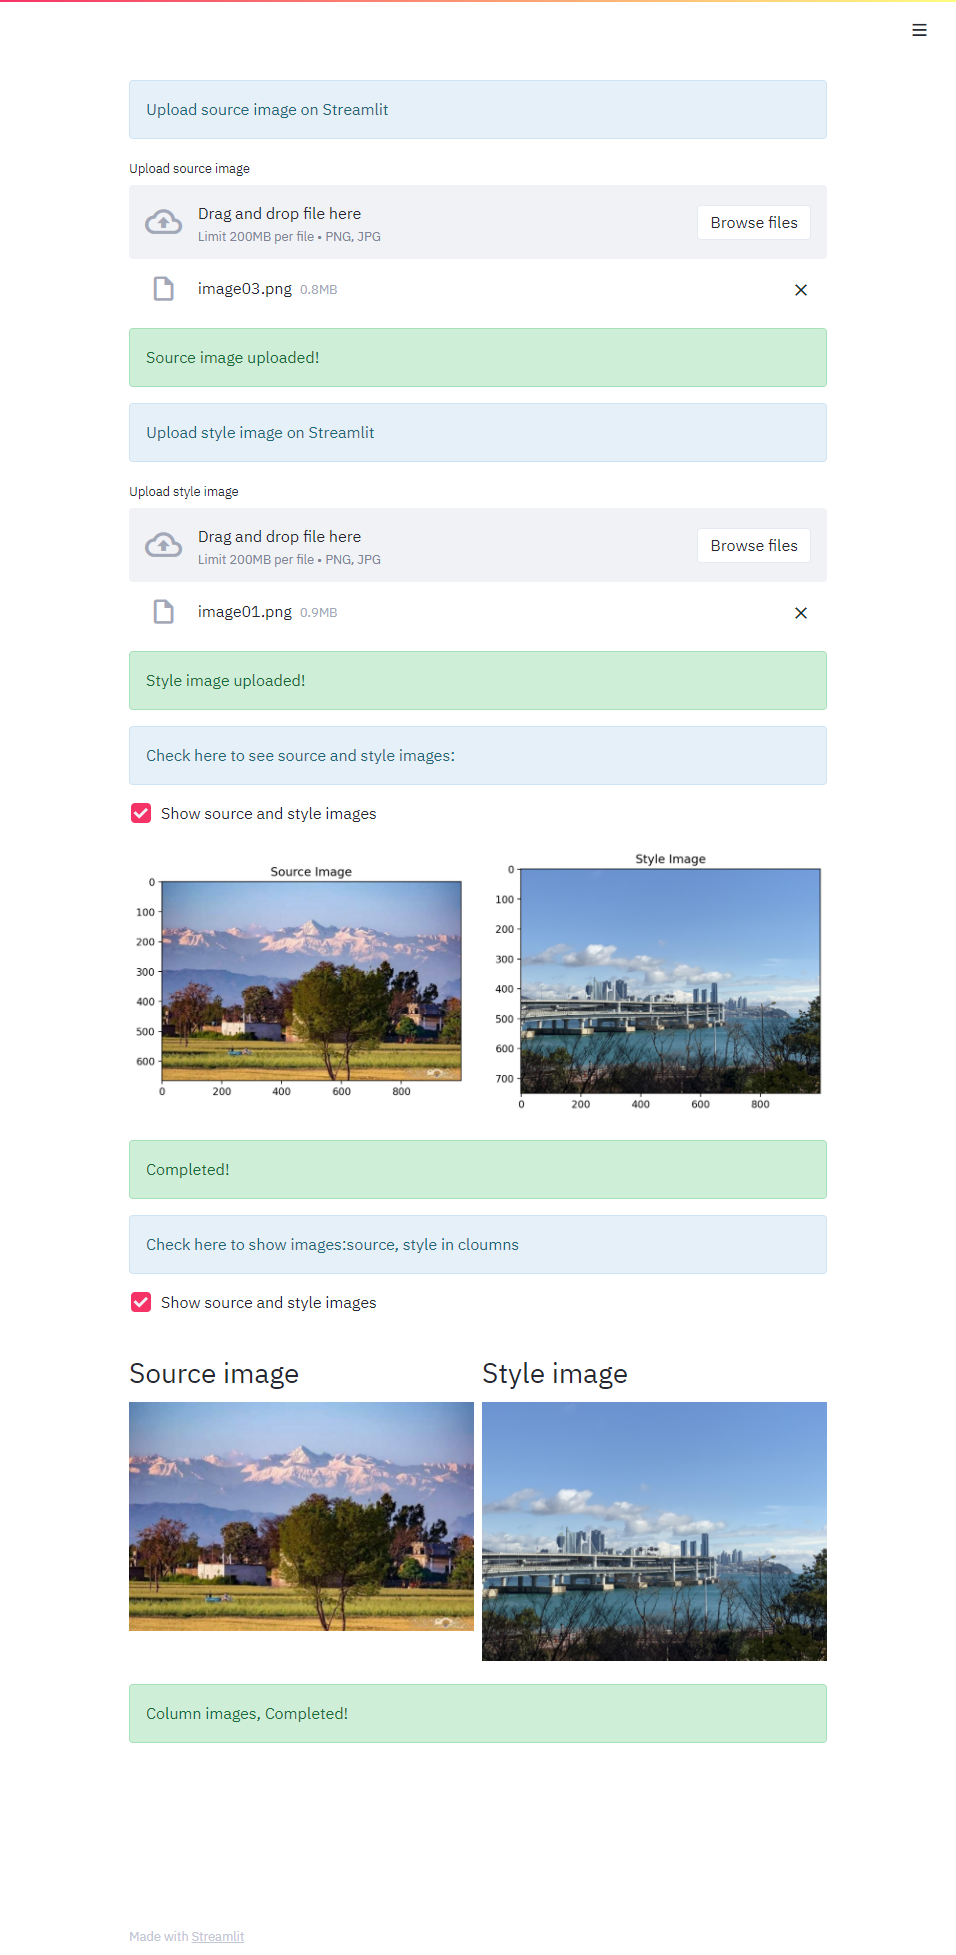 Upload source image on Streamlit
Upload source image
Drag and drop file here
Limit 200MB per file • PNG, JPG
Browse files
image03.png 0.8MB
Source image uploaded!
Upload style image on Streamlit
Upload style image
Drag and drop file here
Limit 200MB per file • PNG, JPG
Browse files
image01.png 0.9MB
Style image uploaded!
Check here to see source and style images:
Show source and style images
Source Image
0
100
200
300
400
500
600
0 200 400 600 800
Style Image
0
100
200
300
400
500
600
700
0 200 400 600 800
Completed!
Check here to show images:source, style in cloumns
Show source and style images
Source image
Style image
Column images, Completed!
Made with Streamlit